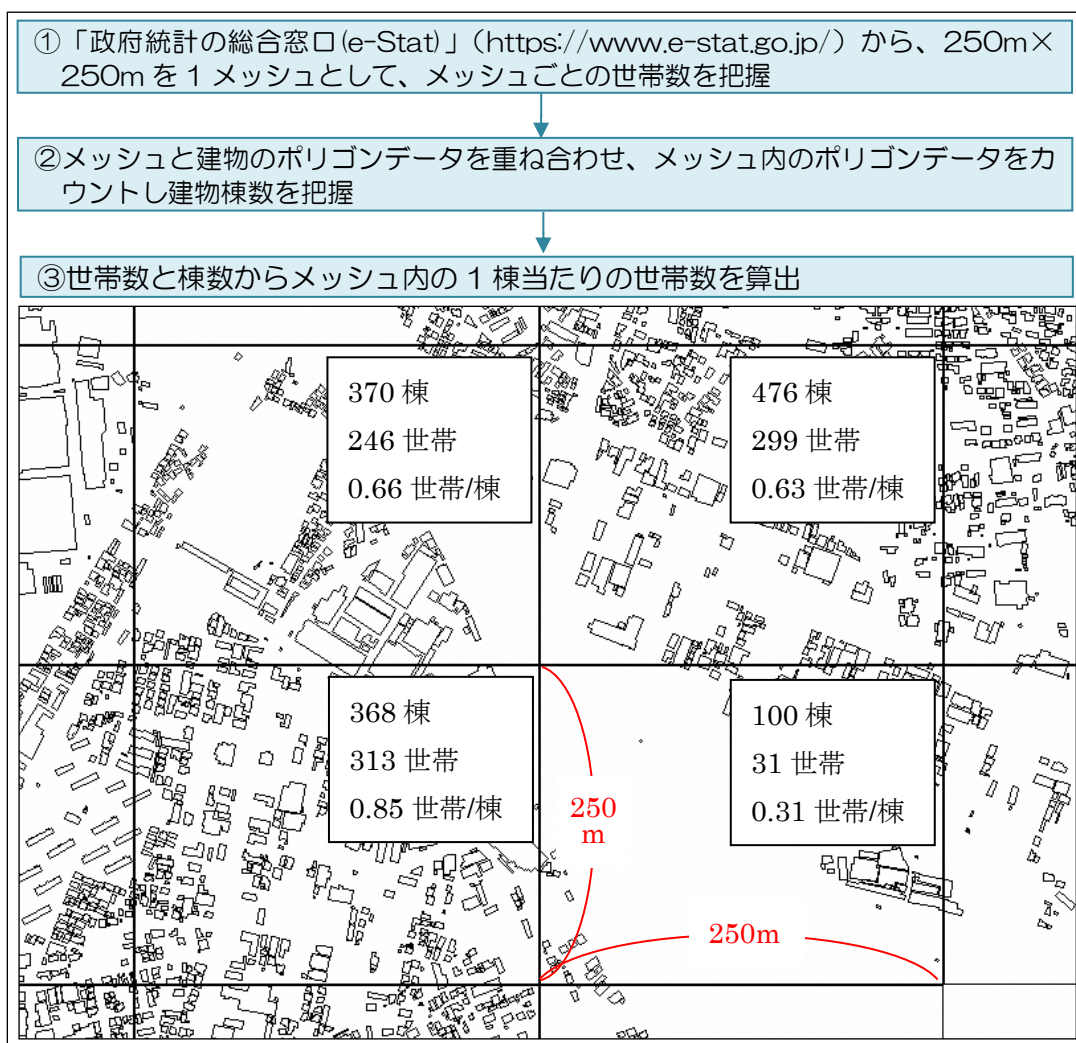 ①「政府統計の総合窓口(e-Stat)」(https://www.e-stat.go.jp/)から、250m×
250m を 1 メッシュとして、メッシュごとの世帯数を把握
②メッシュと建物のポリゴンデータを重ね合わせ、メッシュ内のポリゴンデータをカ
ウントし建物棟数を把握
③世帯数と棟数からメッシュ内の 1 棟当たりの世帯数を算出
370 棟
246 世帯
0.66 世帯/棟
476 棟
299 世帯
0.63 世帯/棟
368 棟
313 世帯
0.85 世帯/棟
100 棟
31 世帯
0.31 世帯/棟
250
m
250m